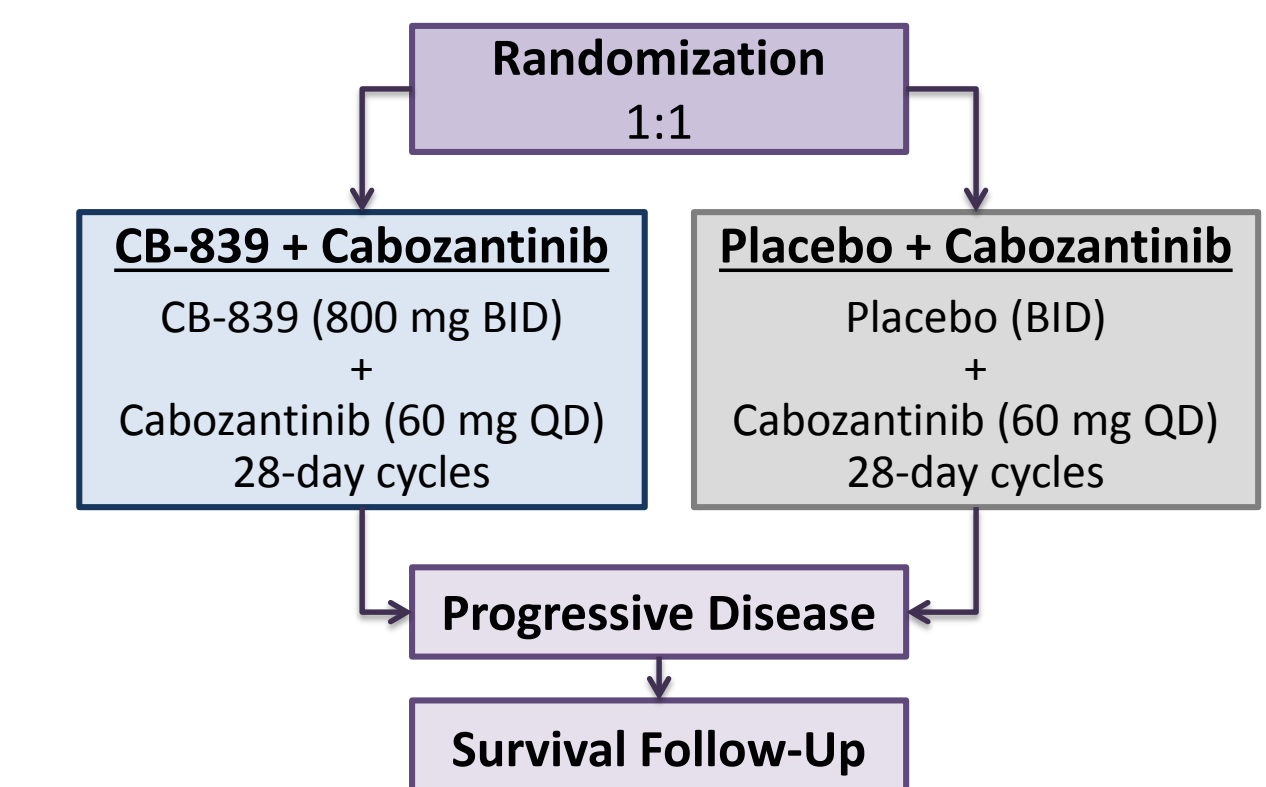 Randomization
1:1
CB-839 + Cabozantinib
CB-839 (800 mg BID)
+
Cabozantinib (60 mg QD)
28-day cycles
Placebo + Cabozantinib
Placebo (BID)
+
Cabozantinib (60 mg QD)
28-day cycles
Progressive Disease
Survival Follow-Up